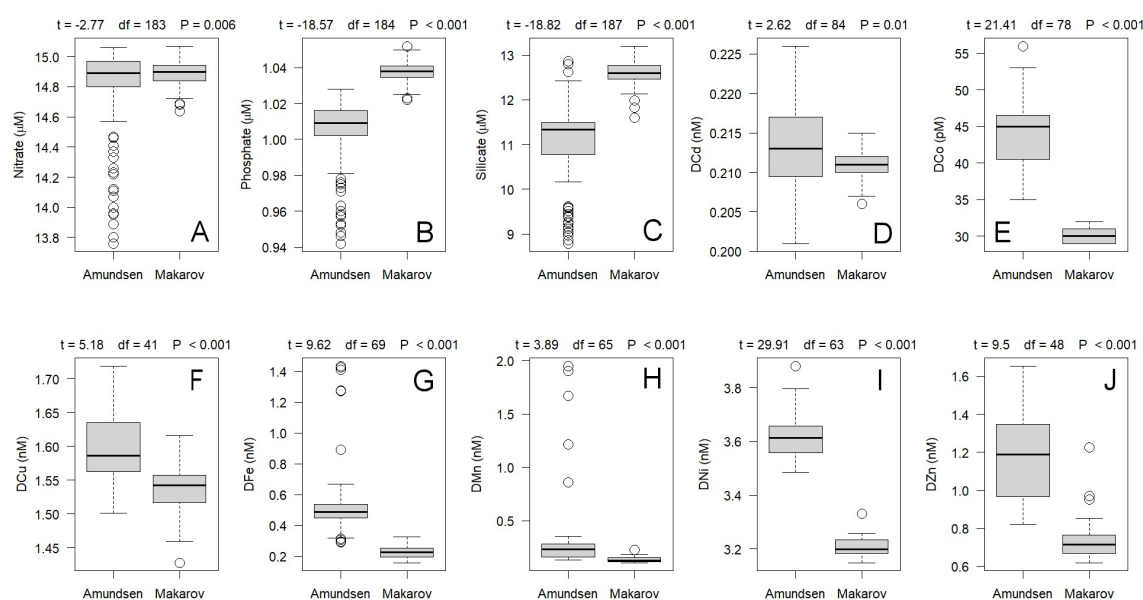 t = -2.77 df = 183 P = 0.006
Nitrate (µM)
15.0
14.8
14.6
14.4
14.2
14.0
13.8
A
Amundsen Makarov
t = -18.57 df = 184 P < 0.001
Phosphate (µM)
1.04
1.02
1.00
0.98
0.96
0.94
B
Amundsen Makarov
t = -18.82 df = 187 P < 0.001
Silicate (µM)
13
12
11
10
9
C
Amundsen Makarov
t = 2.62 df = 84 P = 0.01
DCd (nM)
0.225
0.220
0.215
0.210
0.205
0.200
D
Amundsen Makarov
t = 21.41 df = 78 P < 0.001
DCo (pM)
55
50
45
40
35
30
E
Amundsen Makarov
t = 5.18 df = 41 P < 0.001
DCu (nM)
1.70
1.65
1.60
1.55
1.50
1.45
F
Amundsen Makarov
t = 9.62 df = 69 P < 0.001
DFe (nM)
1.4
1.2
1.0
0.8
0.6
0.4
0.2
G
Amundsen Makarov
t = 3.89 df = 65 P < 0.001
DMn (nM)
2.0
1.5
1.0
0.5
H
Amundsen Makarov
t = 29.91 df = 63 P < 0.001
DNi (nM)
3.8
3.6
3.4
3.2
I
Amundsen Makarov
t = 9.5 df = 48 P < 0.001
DZn (nM)
1.6
1.4
1.2
1.0
0.8
0.6
J
Amundsen Makarov